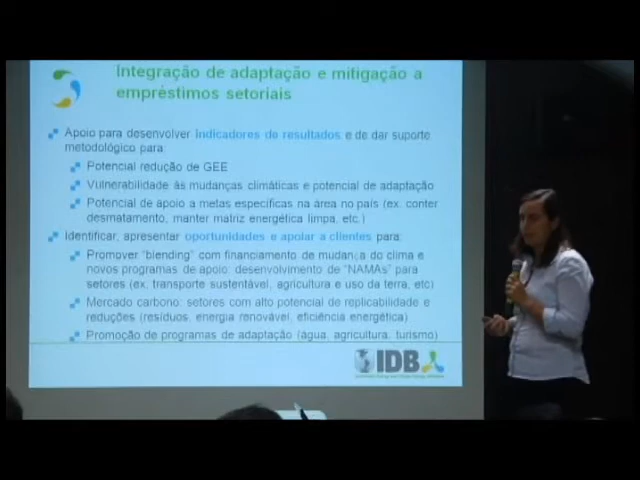 Integração de adaptação e mitigação a
empréstimos setoriais
Apoio para desenvolver indicadores de resultados e de dar suporte
metodológico para:
Potencial redução de GEE
Vulnerabilidade às mudanças climáticas e potencial de adaptação
Potencial de apoio a metas específicas na área no país (ex. conter
desmatamento, manter matriz energética limpa, etc.)
Identificar, apresentar oportunidades e apoiar a clientes para:
Promover "blending" com financiamento de mudança do clima e
novos programas de apoio: desenvolvimento de "NAMAs" para
setores (ex. transporte sustentável, agricultura e uso da terra, etc)
Mercado carbono: setores com alto potencial de replicabilidade e
reduções (resíduos, energia renovável, eficiência energética)
Promoção de programas de adaptação (água, agricultura, turismo)
IDB